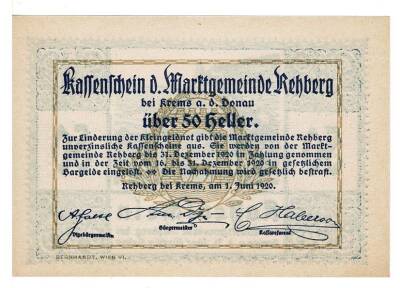 Kassenschein d. Marktgemeinde Rehberg
bei Krems a. d. Donau
über 50 Heller.
Zur Linderung der Kleingeldnot gibt die Marktgemeinde Rehberg
unverzinsliche Kassenscheine aus. Sie werden von der Markt-
gemeinde Rehberg bis 31. Dezember 1920 in Zahlung genommen
und in der Zeit vom 16. bis 31. Dezember 1920 in gesetzlichem
Bargelde eingelöst. Die Nachahmung wird gesetzlich bestraft.
Rehberg bei Krems, am 1. Juni 1920.
Vizebürgermeister Bürgermeister Kassareferent
BERNHARDT, WIEN VI.